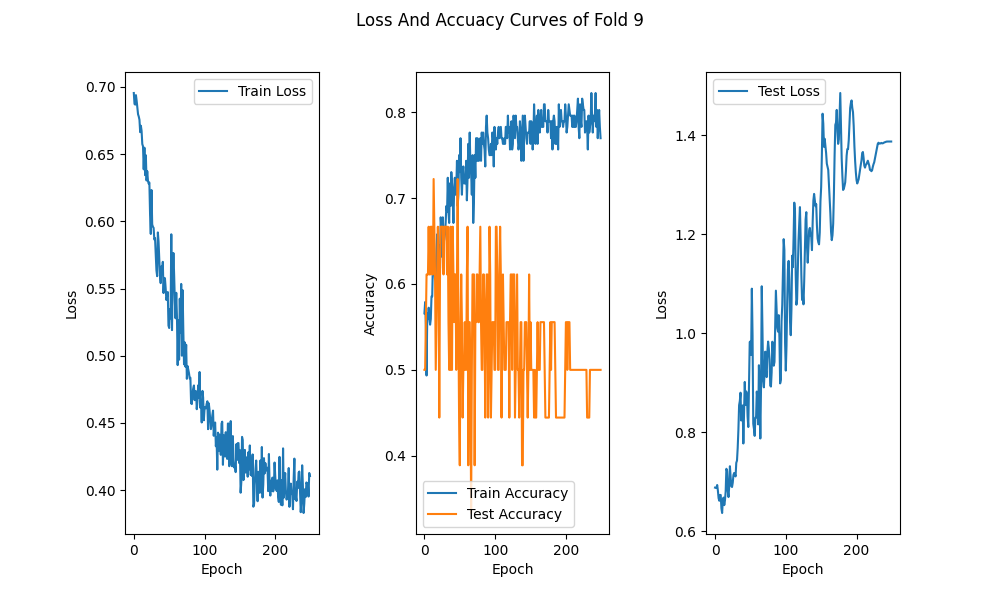 Loss And Accuacy Curves of Fold 9
Train Loss
0.70
0.65
0.60
0.55
0.50
0.45
0.40
Loss
0
100
200
Epoch
0.8
0.7
0.6
0.5
0.4
Accuracy
Train Accuracy
Test Accuracy
0
100
200
Epoch
Test Loss
1.4
1.2
1.0
0.8
0.6
Loss
0
100
200
Epoch